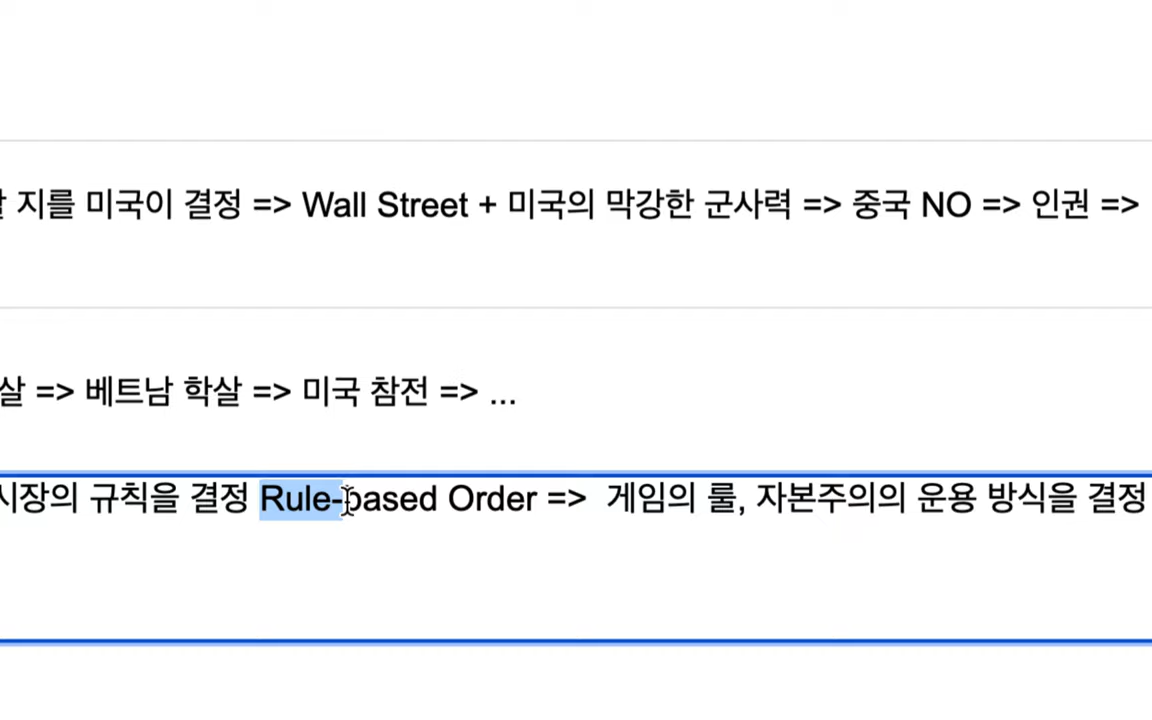 지를 미국이 결정 => Wall Street + 미국의 막강한 군사력 => 중국 NO => 인권 =>
살 => 베트남 학살 => 미국 참전 => ...
시장의 규칙을 결정 Rule-based Order => 게임의 룰, 자본주의의 운용 방식을 결정